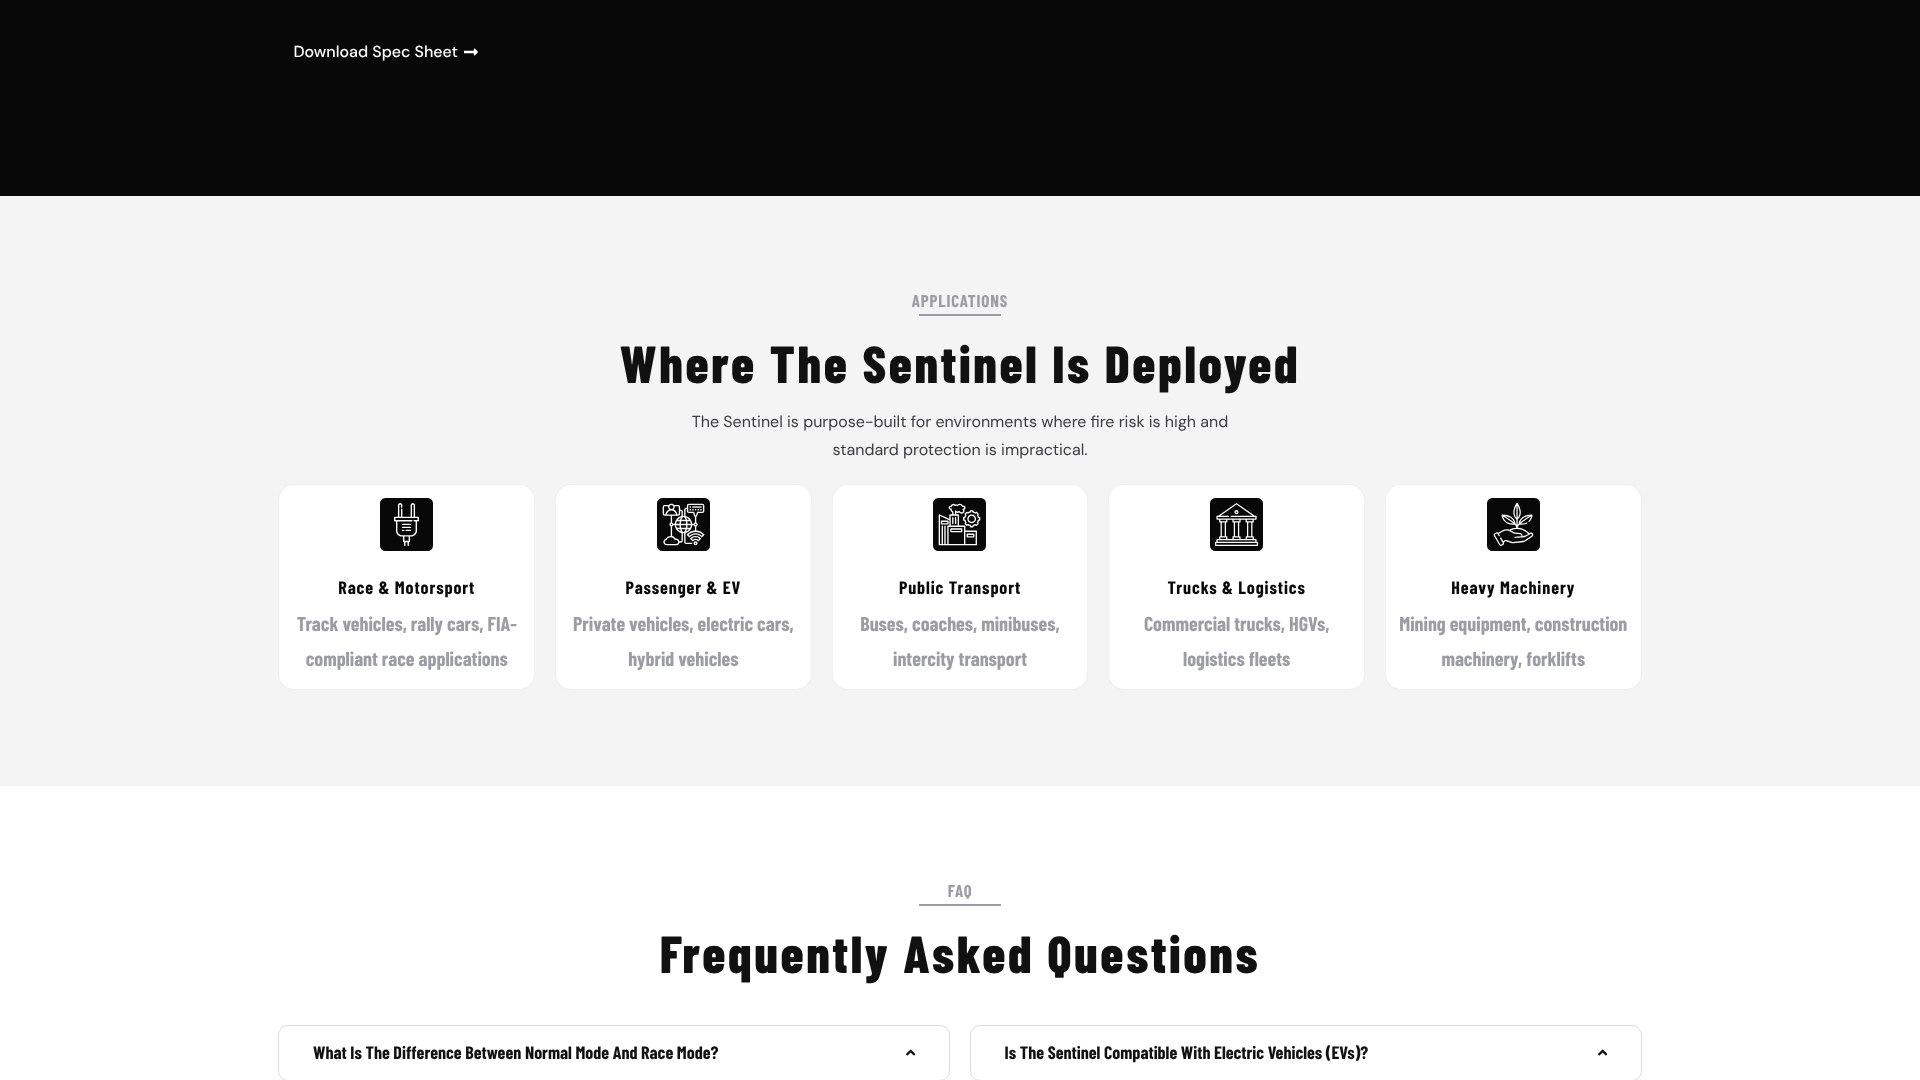 Download Spec Sheet
APPLICATIONS
Where The Sentinel Is Deployed
The Sentinel is purpose-built for environments where fire risk is high and
standard protection is impractical.
Race & Motorsport
Track vehicles, rally cars, FIA-
compliant race applications
Passenger & EV
Private vehicles, electric cars,
hybrid vehicles
Public Transport
Buses, coaches, minibuses,
intercity transport
Trucks & Logistics
Commercial trucks, HGVs,
logistics fleets
Heavy Machinery
Mining equipment, construction
machinery, forklifts
FAQ
Frequently Asked Questions
What Is The Difference Between Normal Mode And Race Mode?
Is The Sentinel Compatible With Electric Vehicles (EVs)?